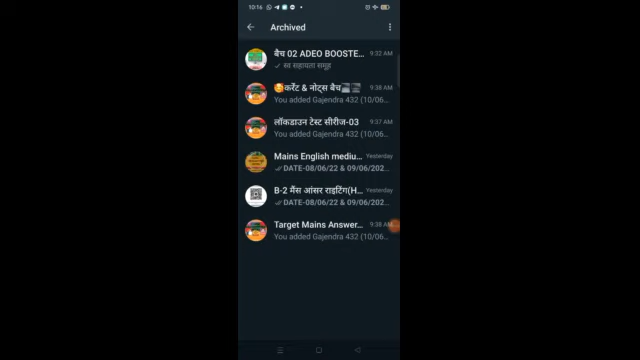 10:16
Archived
बैच 02 ADEO BOOSTE... 9:32 AM
स्व सहायता समूह
🥰करेंट & नोट्स बैच 9:38 AM
You added Gajendra 432 (10/06...
लॉकडाउन टेस्ट सीरीज-03 9:37 AM
You added Gajendra 432 (10/06...
Mains English mediu... Yesterday
DATE-08/06/22 & 09/06/202...
B-2 मैंस आंसर राइटिंग(H... Yesterday
DATE-08/06/22 & 09/06/202...
Target Mains Answer... 9:38 AM
You added Gajendra 432 (10/06...